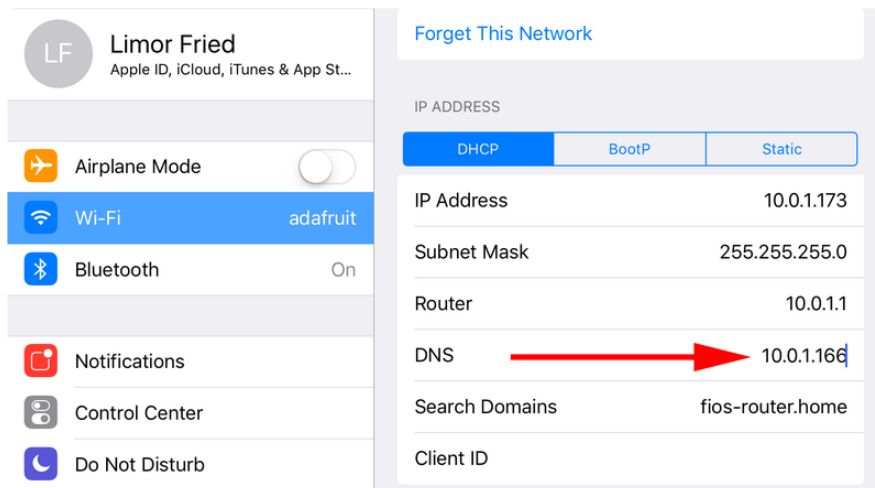 LF
Limor Fried
Apple ID, iCloud, iTunes & App St...
Airplane Mode
Wi-Fi adafruit
Bluetooth On
Notifications
Control Center
Do Not Disturb
Forget This Network
IP ADDRESS
DHCP BootP Static
IP Address 10.0.1.173
Subnet Mask 255.255.255.0
Router 10.0.1.1
DNS 10.0.1.166
Search Domains fios-router.home
Client ID